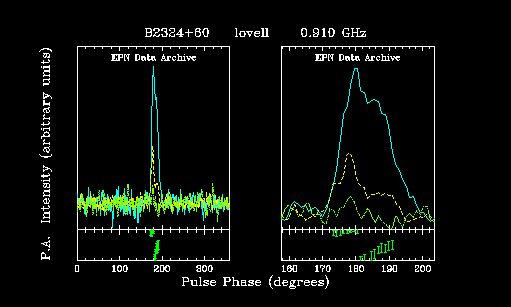 B2324+60 lovell 0.910 GHz
EPN Data Archive EPN Data Archive
Intensity (arbitrary units)
P.A.
0 100 200 300 160 170 180 190 200
Pulse Phase (degrees)